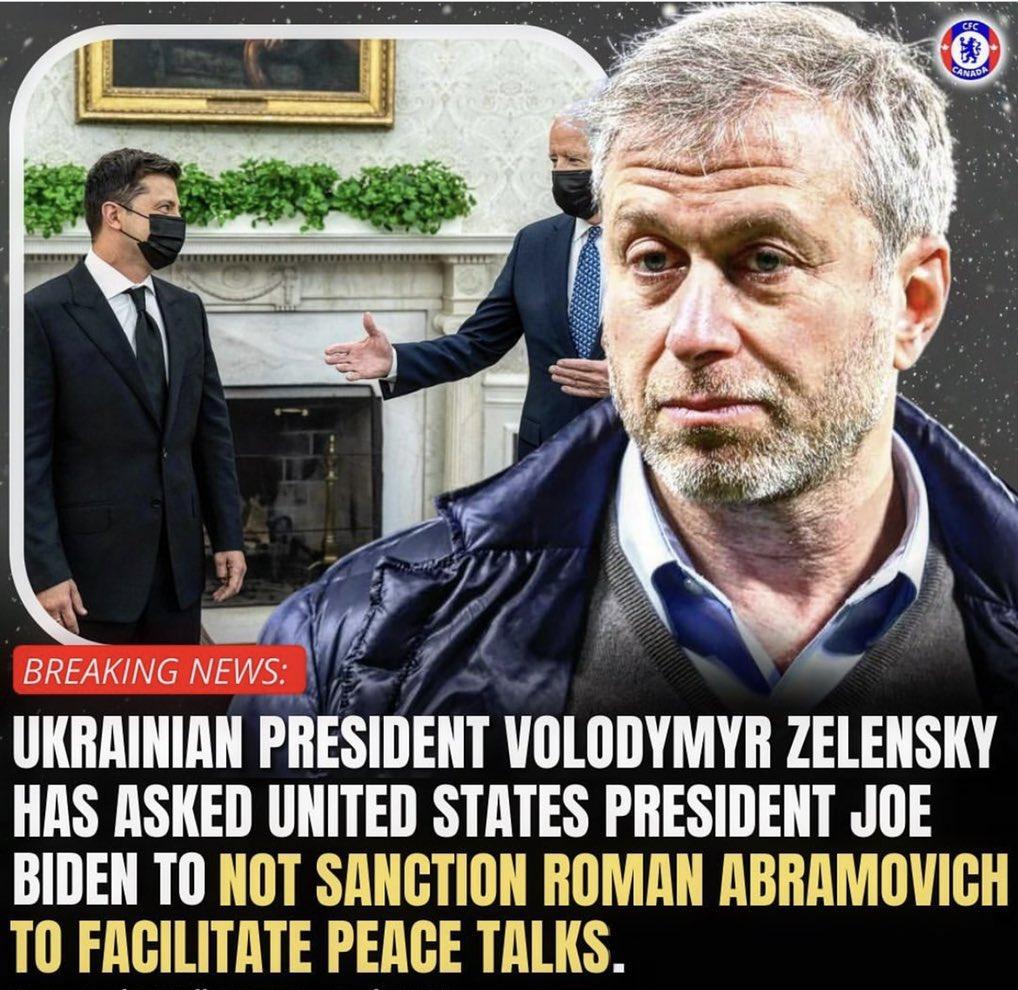 CFC
CANADA
BREAKING NEWS:
UKRAINIAN PRESIDENT VOLODYMYR ZELENSKY
HAS ASKED UNITED STATES PRESIDENT JOE
BIDEN TO NOT SANCTION ROMAN ABRAMOVICH
TO FACILITATE PEACE TALKS.